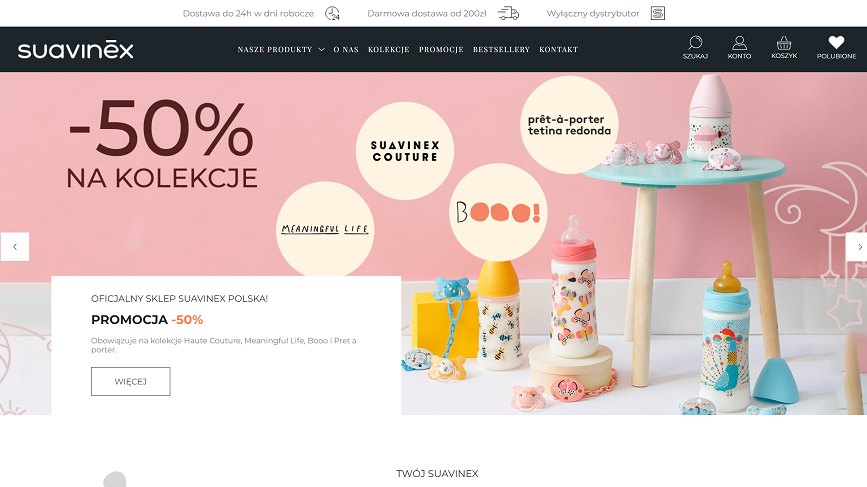 Dostawa do 24h w dni robocze
24
Darmowa dostawa od 200zł
Wyłączny dystrybutor
S
suavinēx
NASZE PRODUKTY
O NAS
KOLEKCJE
PROMOCJE
BESTSELLERY
KONTAKT
SZUKAJ
KONTO
KOSZYK
POLUBIONE
-50%
NA KOLEKCJE
SUAVINEX
COUTURE
prêt-à-porter
tetina redonda
MEANINGFUL LIFE
BOOO!
OFICJALNY SKLEP SUAVINEX POLSKA!
PROMOCJA -50%
Obowiązuje na kolekcje Haute Couture, Meaningful Life, Booo i Pret a
porter.
WIĘCEJ
TWÓJ SUAVINEX